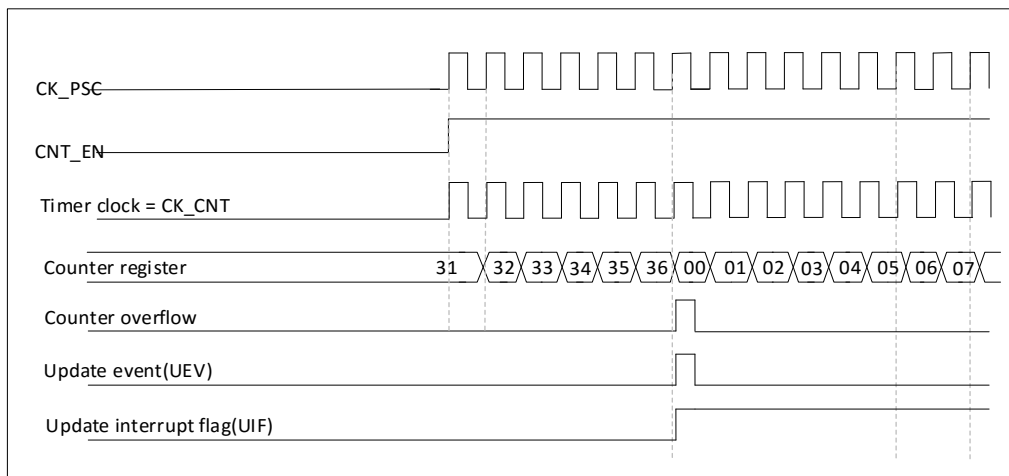 CK_PSC
CNT_EN
Timer clock = CK_CNT
Counter register 31 32 33 34 35 36 00 01 02 03 04 05 06 07
Counter overflow
Update event(UEV)
Update interrupt flag(UIF)